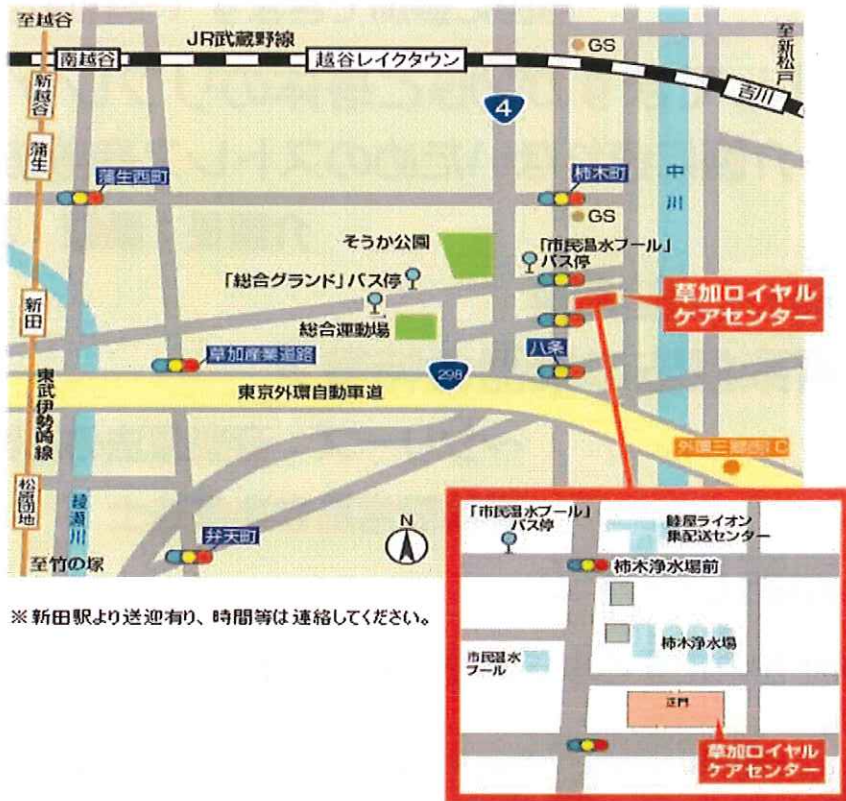 至越谷
JR武蔵野線
南越谷
越谷レイクタウン
GS
至新松戸
吉川
新越谷
蒲生
4
蒲生西町
柿木町
GS
中川
そうか公園
「市民温水プール」
バス停
「総合グランド」バス停
総合運動場
草加ロイヤル
ケアセンター
新田
草加産業道路
298
八条
東京外環自動車道
東武伊勢崎線
外環三郷西IC
松原団地
綾瀬川
弁天町
N
至竹の塚
※新田駅より送迎有り、時間等は連絡してください。
「市民温水プール」
バス停
睦屋ライオン
集配送センター
柿木浄水場前
市民温水
プール
柿木浄水場
正門
草加ロイヤル
ケアセンター